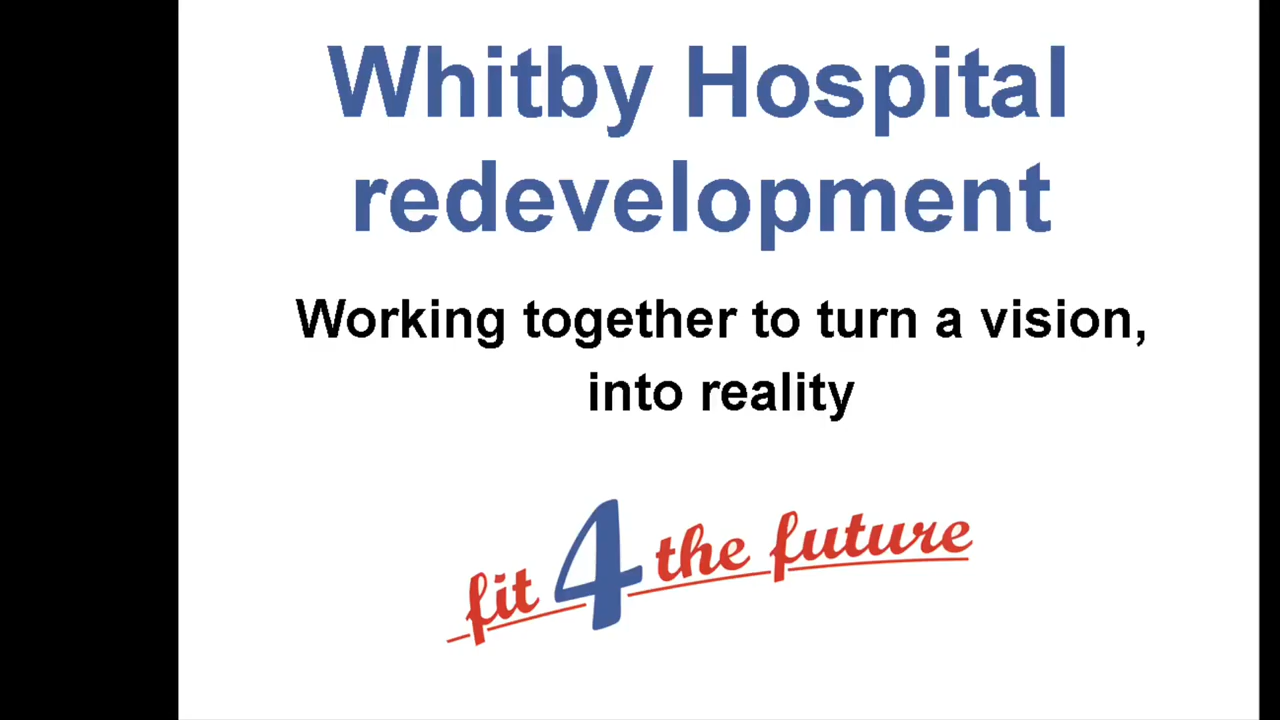 Whitby Hospital
redevelopment
Working together to turn a vision,
into reality
fit 4 the future